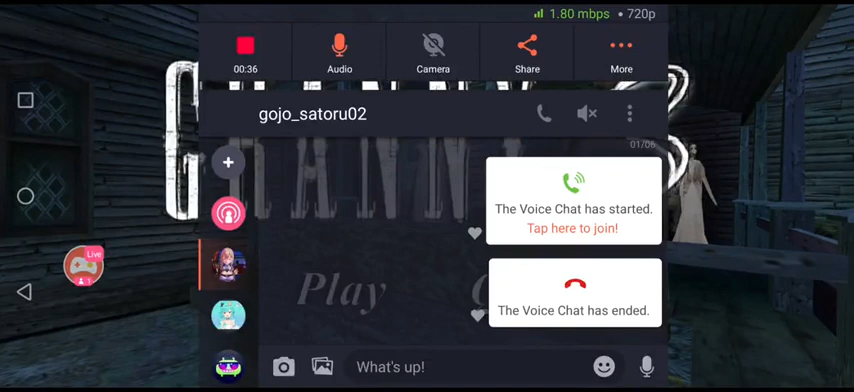 1.80 mbps • 720p
00:36
Audio
Camera
Share
More
gojo_satoru02
01/06
The Voice Chat has started.
Tap here to join!
Live
1
Play
The Voice Chat has ended.
What's up!